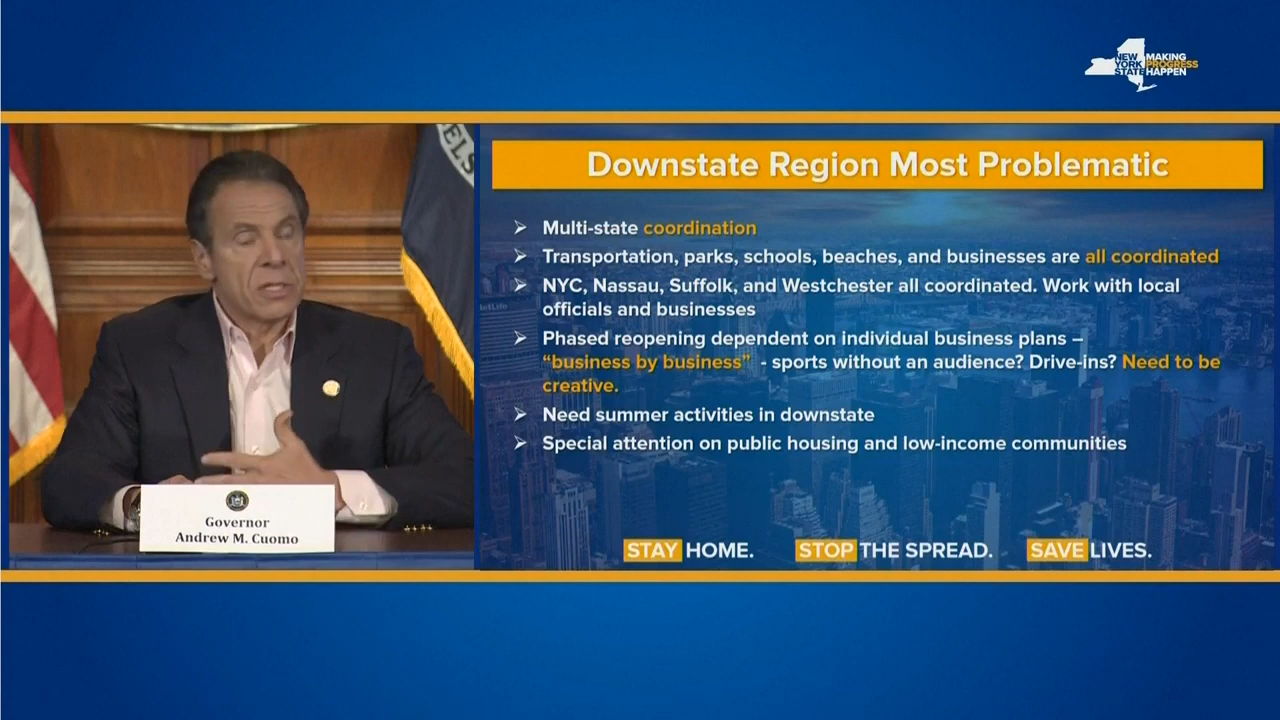 NEW
YORK
STATE
MAKING
PROGRESS
HAPPEN
ELS
Downstate Region Most Problematic
➢ Multi-state coordination
➢ Transportation, parks, schools, beaches, and businesses are all coordinated
➢ NYC, Nassau, Suffolk, and Westchester all coordinated. Work with local
officials and businesses
➢ Phased reopening dependent on individual business plans –
“business by business” - sports without an audience? Drive-ins? Need to be
creative.
➢ Need summer activities in downstate
➢ Special attention on public housing and low-income communities
Governor
Andrew M. Cuomo
STAY HOME. STOP THE SPREAD. SAVE LIVES.